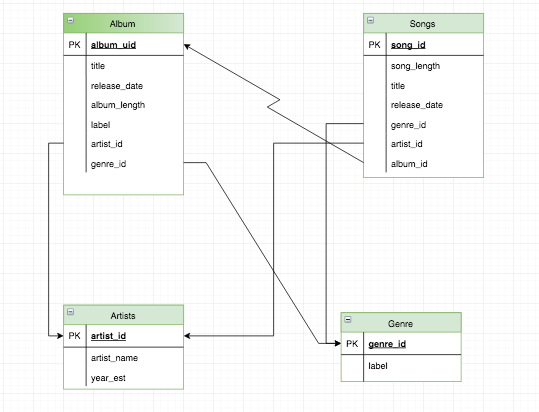 Album
PK album_uid
title
release_date
album_length
label
artist_id
genre_id
Songs
PK song_id
song_length
title
release_date
genre_id
artist_id
album_id
Artists
PK artist_id
artist_name
year_est
Genre
PK genre_id
label